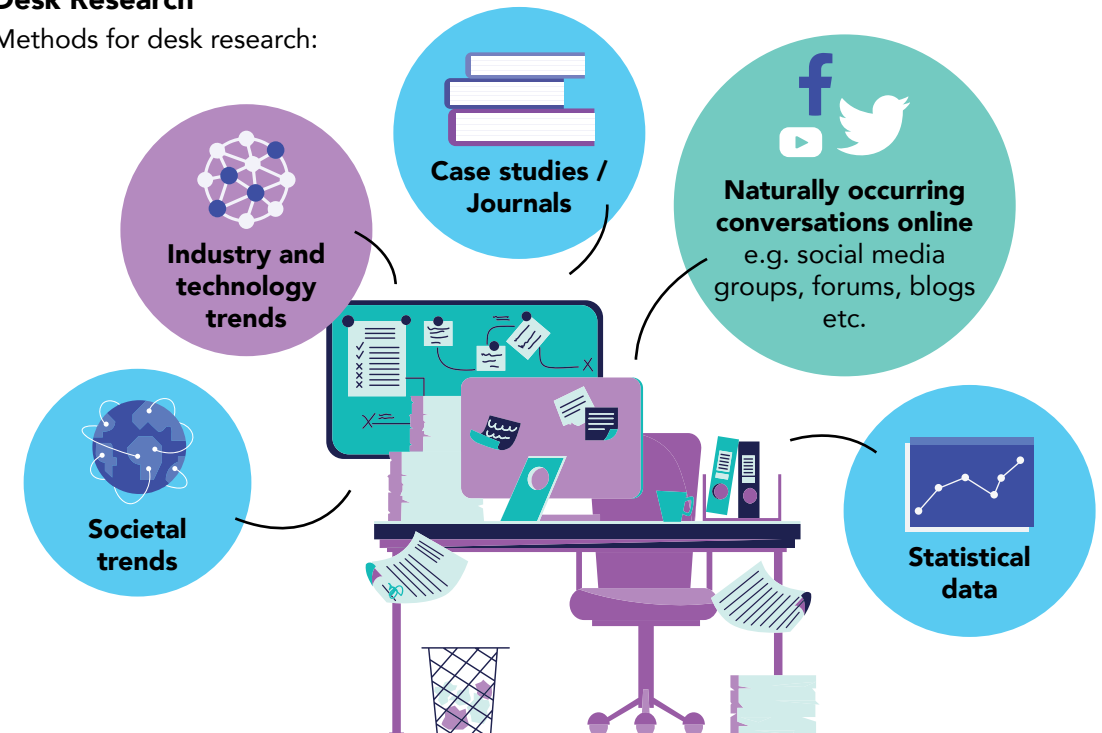 Desk Research
Methods for desk research:
Case studies /
Journals
Naturally occurring
conversations online
e.g. social media
groups, forums, blogs
etc.
Industry and
technology
trends
Societal
trends
Statistical
data